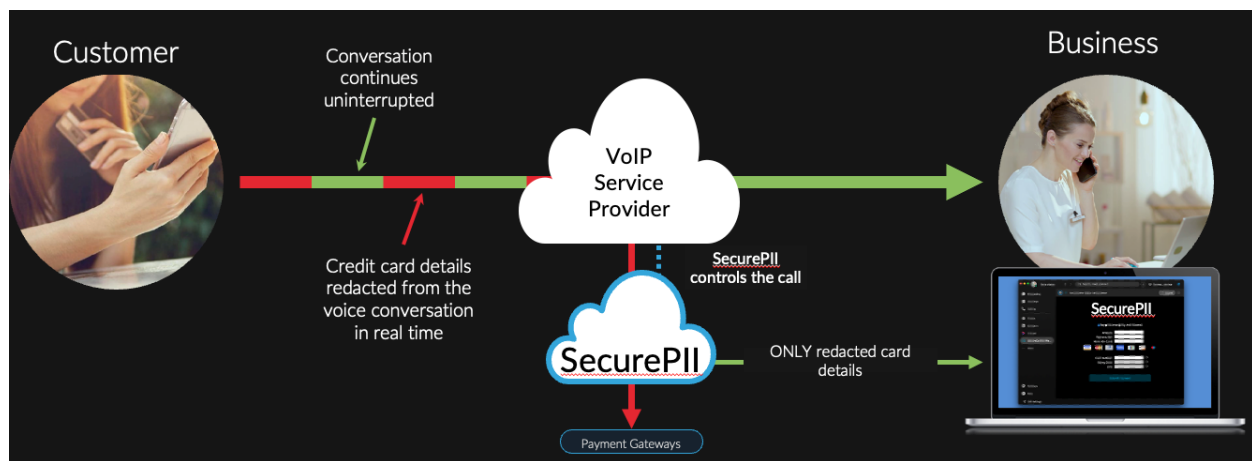 Customer
Business
Conversation
continues
uninterrupted
VoIP
Service
Provider
Credit card details
redacted from the
voice conversation
in real time
SecurePII
controls the call
SecurePII
SecurePII
ONLY redacted card
details
Payment Gateways